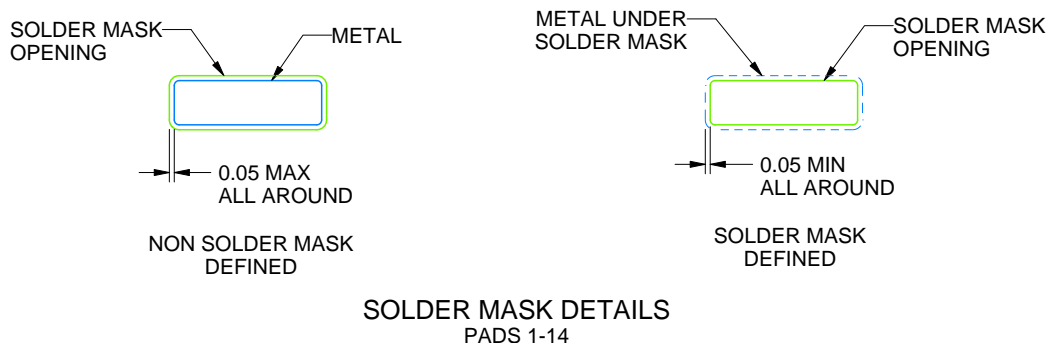 SOLDER MASK
OPENING
METAL
0.05 MAX
ALL AROUND
NON SOLDER MASK
DEFINED
METAL UNDER
SOLDER MASK
SOLDER MASK
OPENING
0.05 MIN
ALL AROUND
SOLDER MASK
DEFINED
SOLDER MASK DETAILS
PADS 1-14